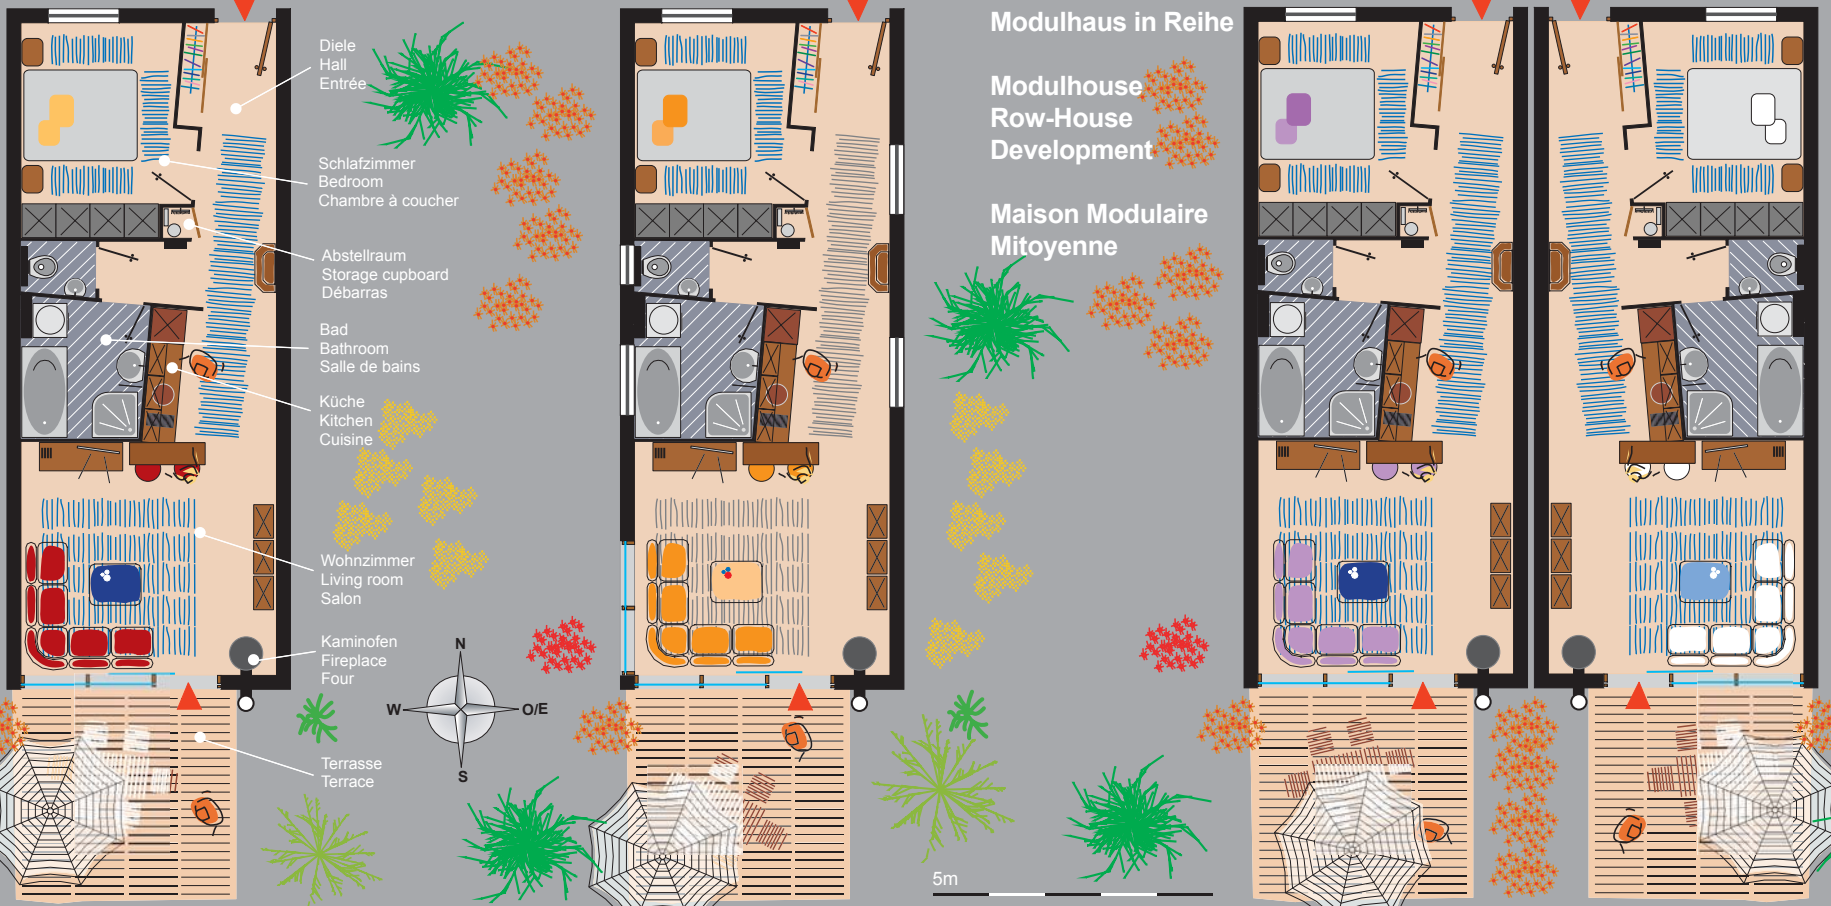 Modulhaus in Reihe
Modulhouse
Row-House
Development
Maison Modulaire
Mitoyenne
Diele
Hall
Entrée
Schlafzimmer
Bedroom
Chambre à coucher
Abstellraum
Storage cupboard
Débarras
Bad
Bathroom
Salle de bains
Küche
Kitchen
Cuisine
Wohnzimmer
Living room
Salon
Kaminofen
Fireplace
Four
Terrasse
Terrace
N
W
O/E
S
5m